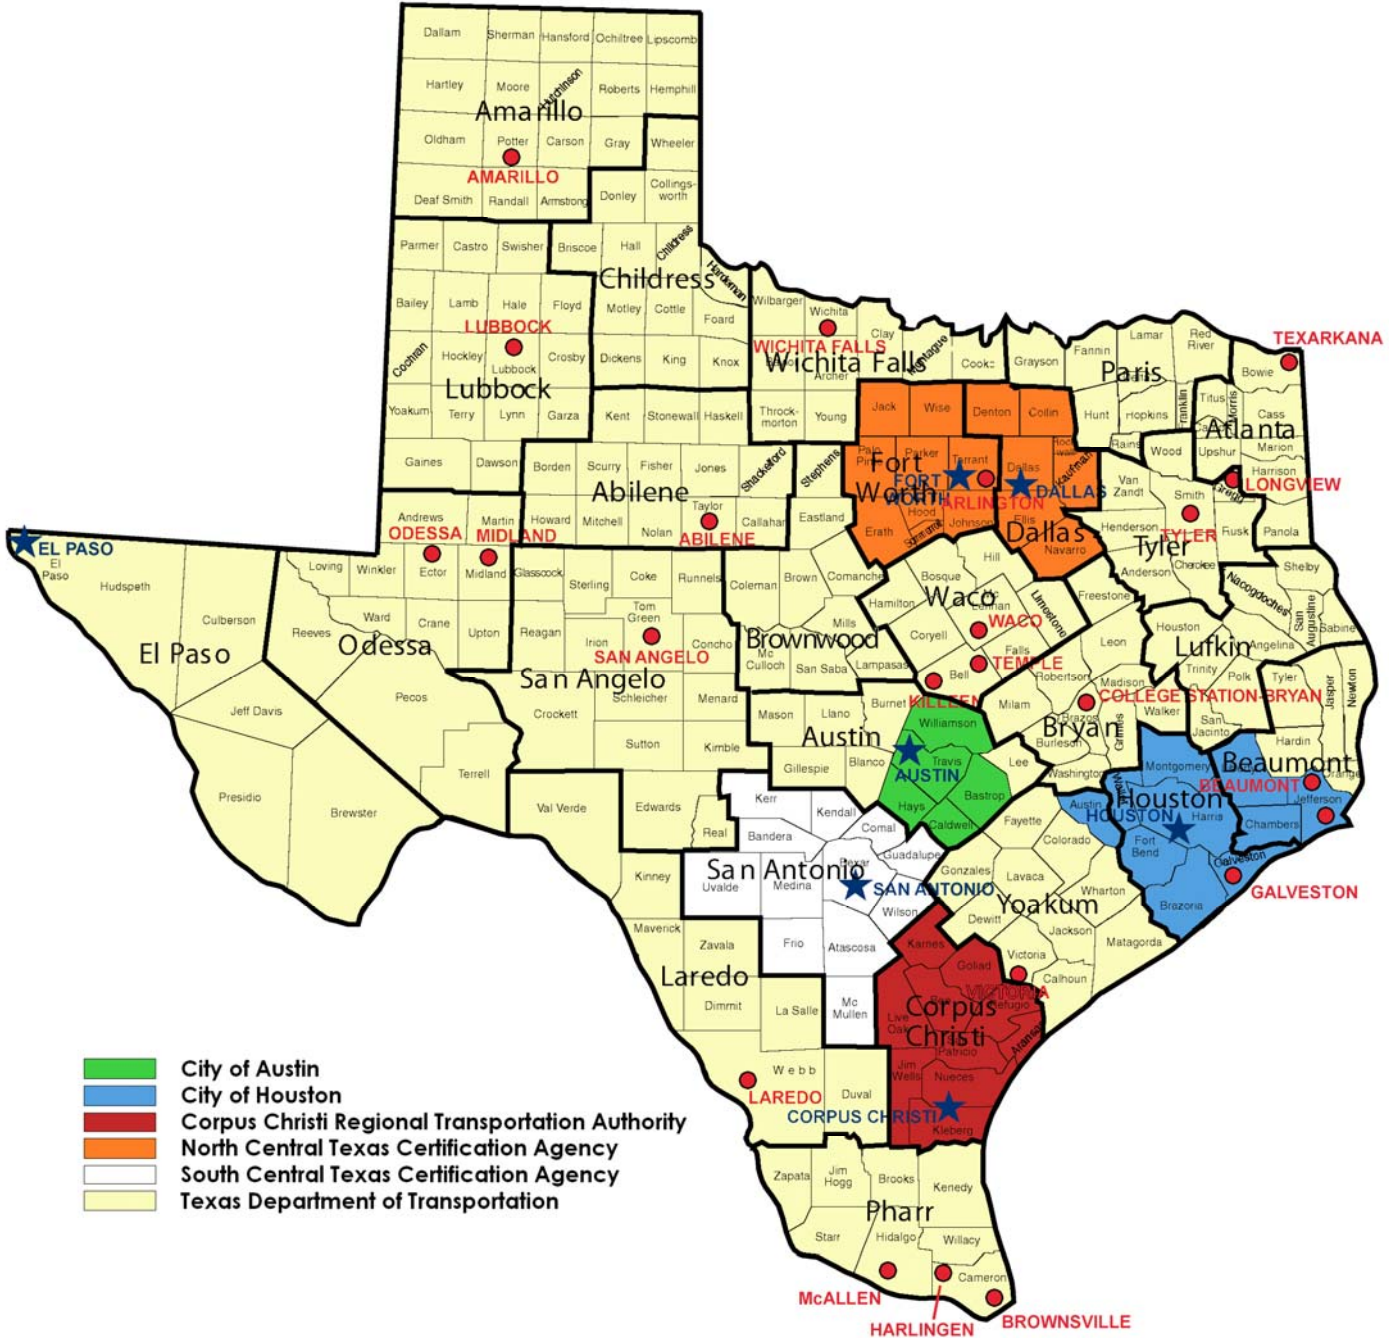 Dallam
Sherman
Hansford
Ochiltree
Lipscomb
Hartley
Moore
Hutchinson
Roberts
Hemphill
Amarillo
Oldham
Potter
Carson
Gray
Wheeler
AMARILLO
Deaf Smith
Randall
Armstrong
Donley
Collings-
worth
Parmer
Castro
Swisher
Briscoe
Hall
Childress
Childress
Hardeman
Bailey
Lamb
Hale
Floyd
Motley
Cottle
Foard
LUBBOCK
Cochran
Hockley
Lubbock
Crosby
Dickens
King
Knox
Lubbock
Yoakum
Terry
Lynn
Garza
Kent
Stonewall
Haskell
Wilbarger
Wichita
Clay
Montague
Cooke
Grayson
WICHITA FALLS
Wichita Falls
Archer
Throck-
morton
Young
Fannin
Lamar
Red
River
Paris
TEXARKANA
Bowie
Titus
Morris
Franklin
Cass
Hunt
Hopkins
Atlanta
Marion
Upshur
Harrison
LONGVIEW
Gregg
Rains
Wood
Jack
Wise
Denton
Collin
Palo
Pinto
Parker
Tarrant
Fort
Worth
FORT
WORTH
ARLINGTON
Hood
Johnson
Somervell
Erath
Dallas
Rock
wall
Kaufman
DALLAS
Ellis
Dallas
Navarro
Gaines
Dawson
Borden
Scurry
Fisher
Jones
Shackelford
Stephens
Abilene
Howard
Mitchell
Nolan
Taylor
Callahan
ABILENE
Eastland
Andrews
Martin
ODESSA
MIDLAND
Loving
Winkler
Ector
Midland
Glasscock
Sterling
Coke
Runnels
Coleman
Brown
Comanche
Van
Zandt
Smith
TYLER
Tyler
Henderson
Rusk
Panola
Anderson
Cherokee
Shelby
Nacogdoches
San
Augustine
Sabine
EL PASO
El
Paso
Hudspeth
Culberson
El Paso
Jeff Davis
Presidio
Brewster
Reeves
Ward
Crane
Upton
Odessa
Pecos
Terrell
Reagan
Irion
Tom
Green
Concho
SAN ANGELO
San Angelo
Schleicher
Menard
Crockett
Sutton
Kimble
Val Verde
Edwards
Real
Brownwood
Mills
Mc
Culloch
San Saba
Lampasas
Hill
Bosque
Waco
Mc
Lennan
Limestone
Hamilton
Coryell
WACO
Falls
TEMPLE
Bell
KILLEEN
Freestone
Leon
Robertson
Madison
COLLEGE STATION-BRYAN
Milam
Brazos
Bryan
Burleson
Grimes
Walker
Washington
Houston
Lufkin
Angelina
Trinity
Polk
Tyler
Jasper
Newton
San
Jacinto
Hardin
Beaumont
BEAUMONT
Orange
Jefferson
Chambers
Mason
Llano
Burnet
Austin
Gillespie
Blanco
Williamson
Travis
AUSTIN
Hays
Bastrop
Caldwell
Lee
Montgomery
Austin
Waller
Houston
HOUSTON
Harris
Fort
Bend
Galveston
GALVESTON
Brazoria
Fayette
Colorado
Gonzales
Lavaca
Wharton
Yoakum
Dewitt
Jackson
Matagorda
Victoria
Calhoun
VICTORIA
Kerr
Kendall
Bandera
Comal
Guadalupe
San Antonio
Bexar
Uvalde
Medina
SAN ANTONIO
Wilson
Frio
Atascosa
Mc
Mullen
Kinney
Maverick
Zavala
Laredo
Dimmit
La Salle
Webb
LAREDO
Duval
Karnes
Goliad
Bee
Refugio
Corpus
Christi
Live
Oak
San
Patricio
Aransas
Jim
Wells
Nueces
CORPUS CHRISTI
Kleberg
Zapata
Jim
Hogg
Brooks
Kenedy
Pharr
Starr
Hidalgo
Willacy
Cameron
McALLEN
HARLINGEN
BROWNSVILLE
City of Austin
City of Houston
Corpus Christi Regional Transportation Authority
North Central Texas Certification Agency
South Central Texas Certification Agency
Texas Department of Transportation